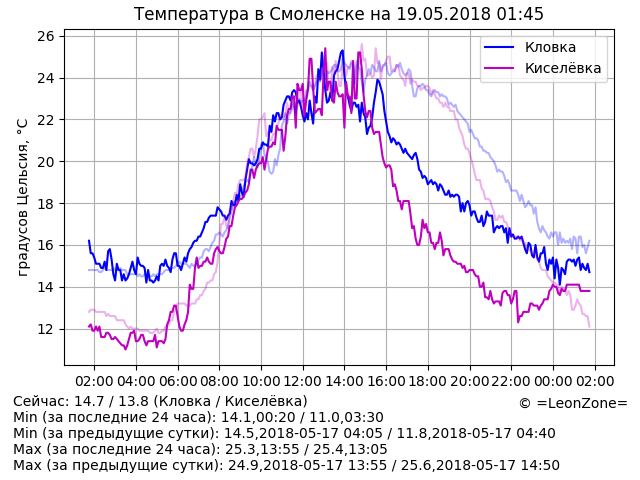 Температура в Смоленске на 19.05.2018 01:45
градусов Цельсия, °C
26
24
22
20
18
16
14
12
Кловка
Киселёвка
02:00 04:00 06:00 08:00 10:00 12:00 14:00 16:00 18:00 20:00 22:00 00:00 02:00
Сейчас: 14.7 / 13.8 (Кловка / Киселёвка)
© =LeonZone=
Min (за последние 24 часа): 14.1,00:20 / 11.0,03:30
Min (за предыдущие сутки): 14.5,2018-05-17 04:05 / 11.8,2018-05-17 04:40
Max (за последние 24 часа): 25.3,13:55 / 25.4,13:05
Max (за предыдущие сутки): 24.9,2018-05-17 13:55 / 25.6,2018-05-17 14:50